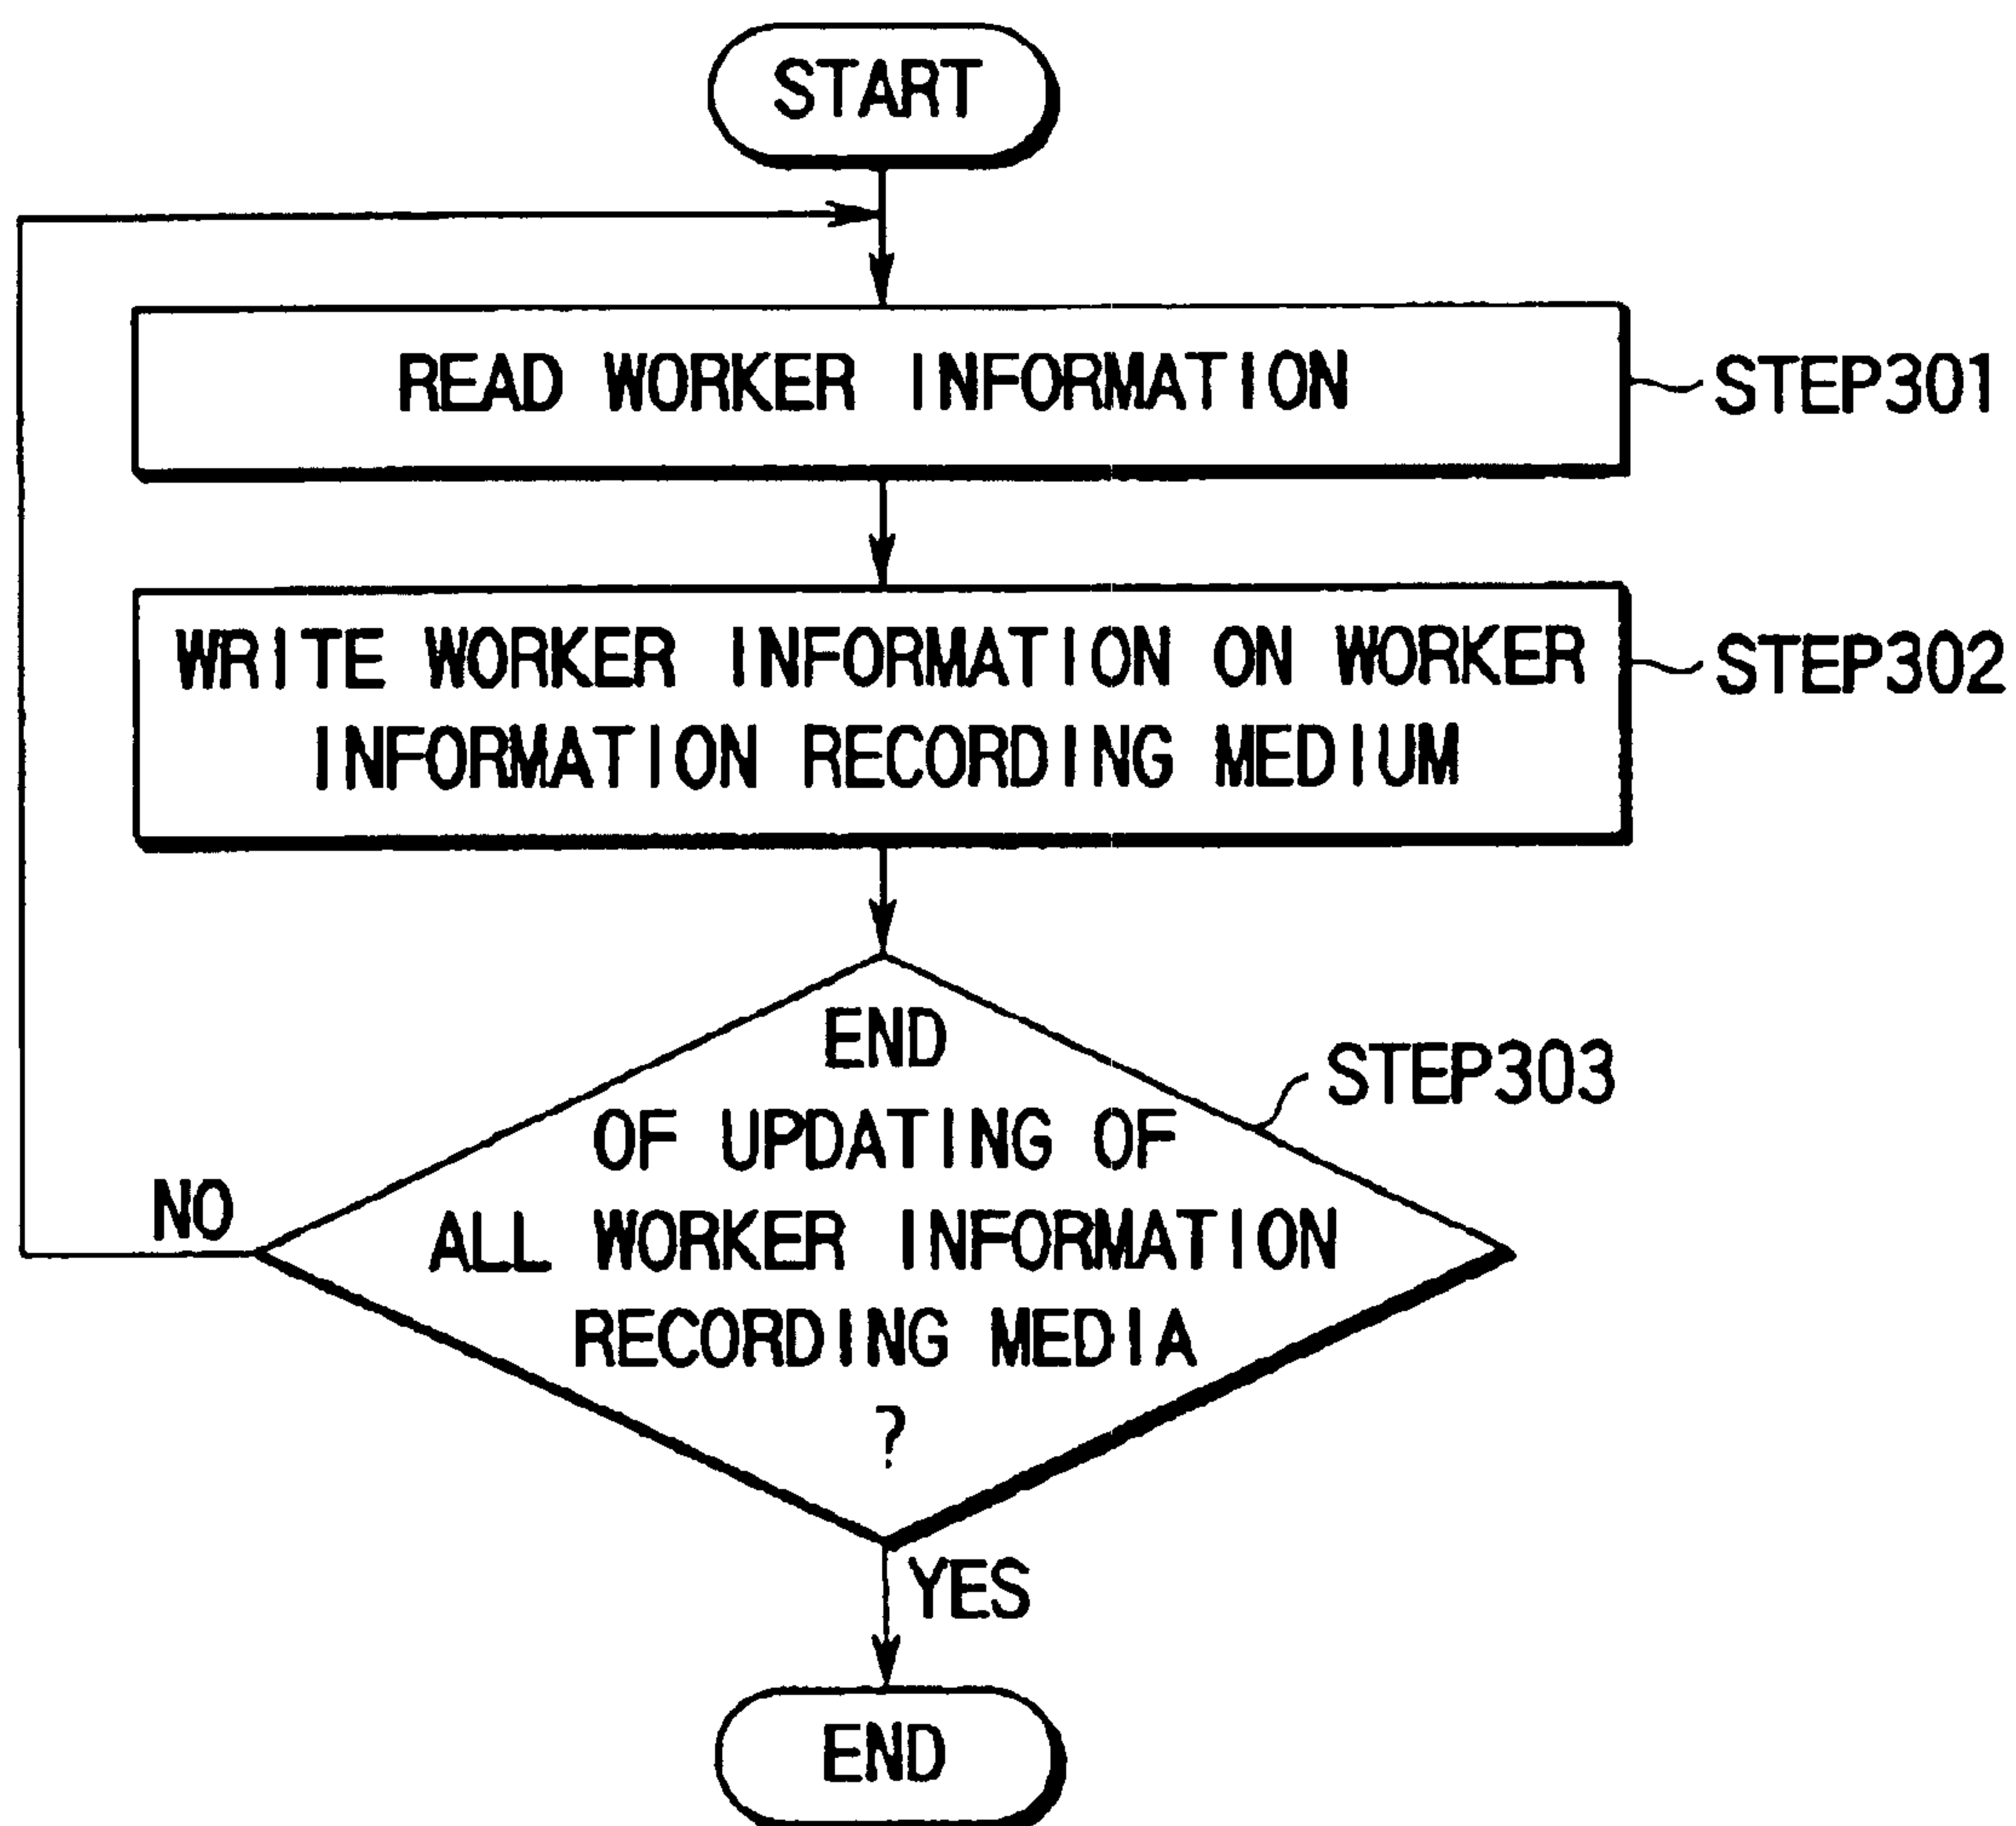 START
READ WORKER INFORMATION
STEP301
WRITE WORKER INFORMATION ON WORKER
INFORMATION RECORDING MEDIUM
STEP302
END
OF UPDATING OF
ALL WORKER INFORMATION
RECORDING MEDIA
?
STEP303
NO
YES
END